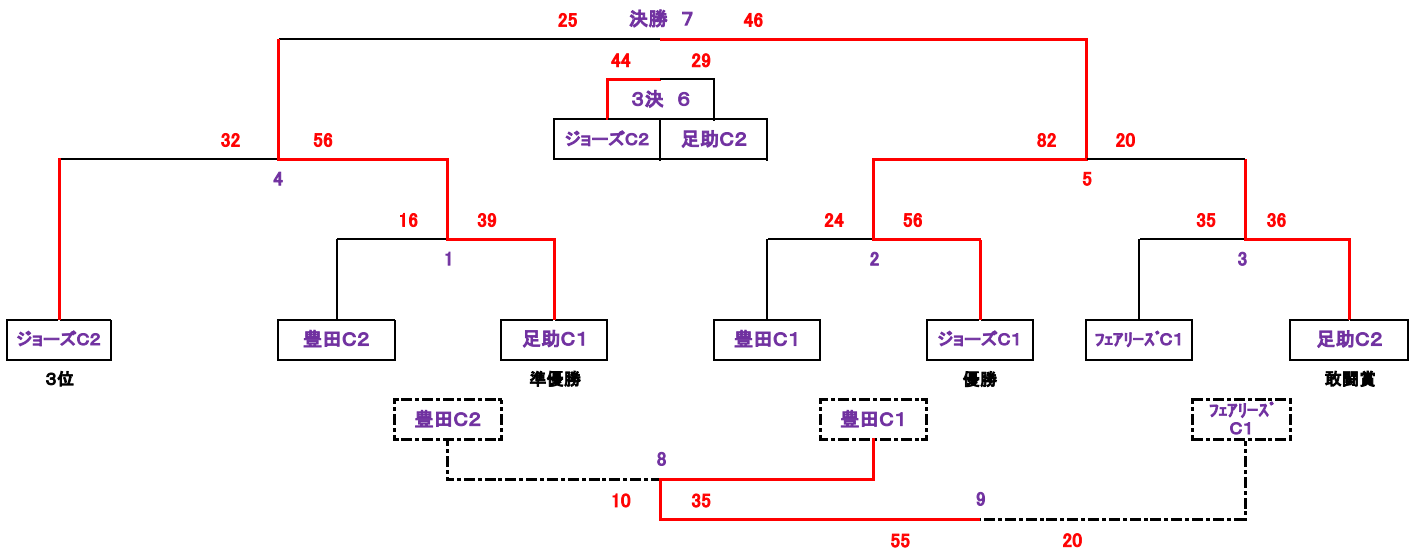 25 決勝 7 46
44 29
3決 6
ジョーズC2 足助C2
32 56 82 20
4 5
16 39 24 56 35 36
1 2 3
ジョーズC2 豊田C2 足助C1 豊田C1 ジョーズC1 ﾌｪｱﾘｰｽﾞC1 足助C2
3位 準優勝 優勝 敢闘賞
豊田C2 豊田C1 ﾌｪｱﾘｰｽﾞ
C1
8
10 35 9
55 20